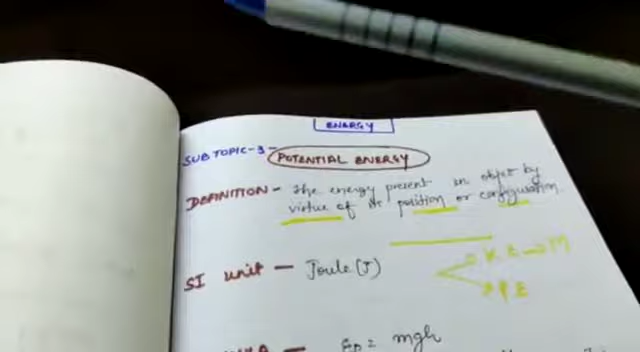 ENERGY
SUB TOPIC-3- POTENTIAL ENERGY
DEFINITION - The energy present in object by
virtue of its position or configuration.
K.E → M
SI unit - Joule (J)
P.E
= mgh